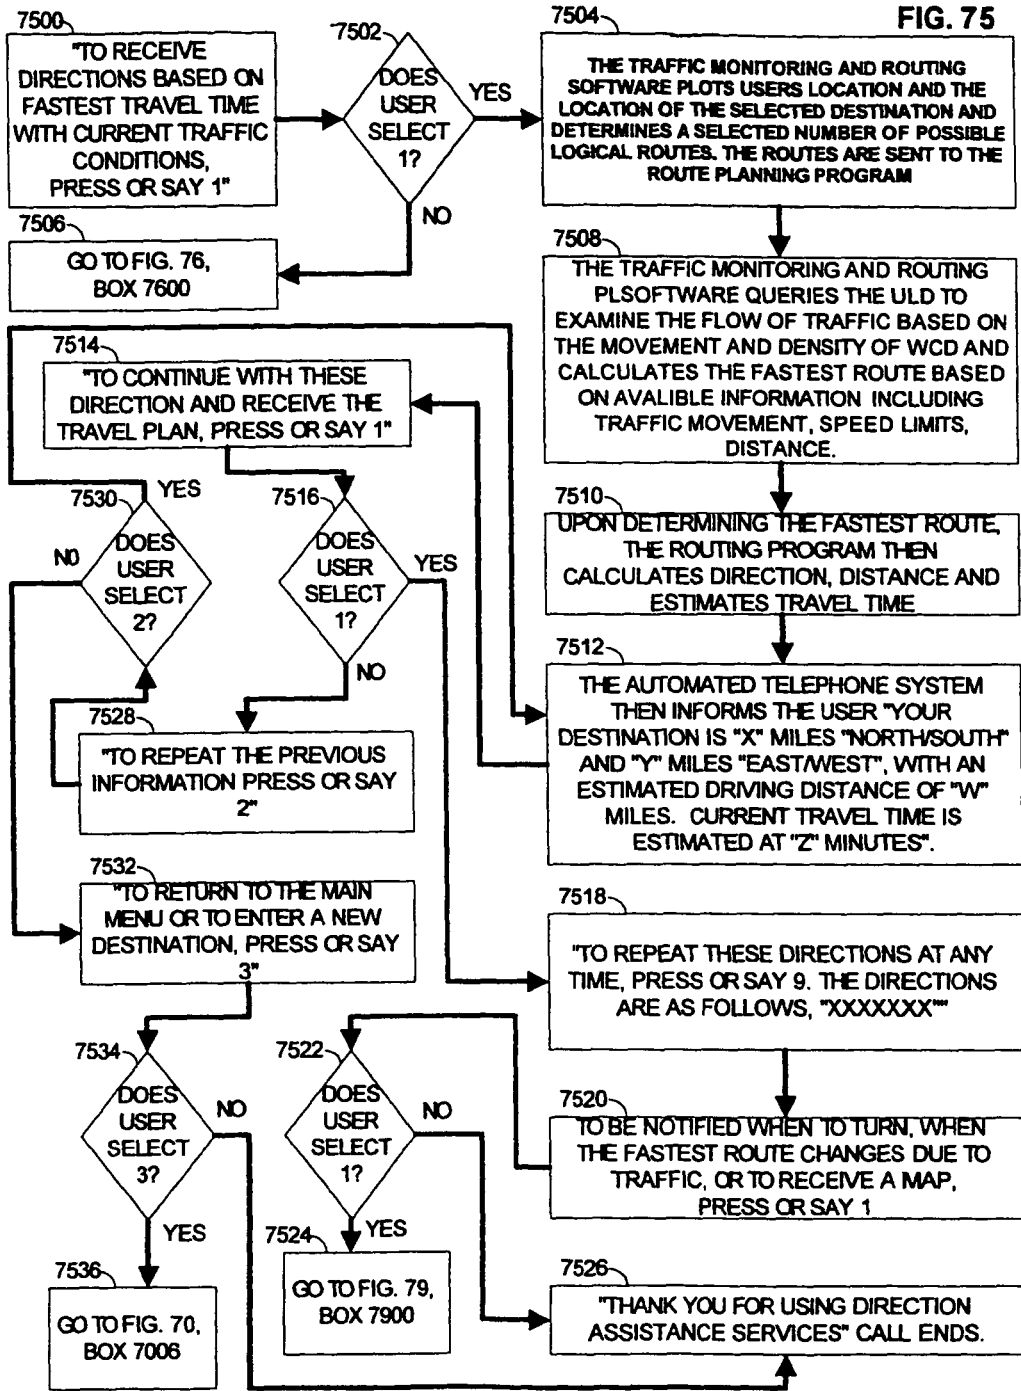 FIG. 75
7500
"TO RECEIVE
DIRECTIONS BASED ON
FASTEST TRAVEL TIME
WITH CURRENT TRAFFIC
CONDITIONS,
PRESS OR SAY 1"
7502
DOES
USER
SELECT
1?
YES
NO
7504
THE TRAFFIC MONITORING AND ROUTING
SOFTWARE PLOTS USERS LOCATION AND THE
LOCATION OF THE SELECTED DESTINATION AND
DETERMINES A SELECTED NUMBER OF POSSIBLE
LOGICAL ROUTES. THE ROUTES ARE SENT TO THE
ROUTE PLANNING PROGRAM
7506
GO TO FIG. 76,
BOX 7600
7508
THE TRAFFIC MONITORING AND ROUTING
PLSOFTWARE QUERIES THE ULD TO
EXAMINE THE FLOW OF TRAFFIC BASED ON
THE MOVEMENT AND DENSITY OF WCD AND
CALCULATES THE FASTEST ROUTE BASED
ON AVALIBLE INFORMATION INCLUDING
TRAFFIC MOVEMENT, SPEED LIMITS,
DISTANCE.
7510
UPON DETERMINING THE FASTEST ROUTE,
THE ROUTING PROGRAM THEN
CALCULATES DIRECTION, DISTANCE AND
ESTIMATES TRAVEL TIME
7512
THE AUTOMATED TELEPHONE SYSTEM
THEN INFORMS THE USER "YOUR
DESTINATION IS "X" MILES "NORTH/SOUTH"
AND "Y" MILES "EAST/WEST", WITH AN
ESTIMATED DRIVING DISTANCE OF "W"
MILES. CURRENT TRAVEL TIME IS
ESTIMATED AT "Z" MINUTES".
7514
"TO CONTINUE WITH THESE
DIRECTION AND RECEIVE THE
TRAVEL PLAN, PRESS OR SAY 1"
7516
DOES
USER
SELECT
1?
YES
NO
7530
DOES
USER
SELECT
2?
YES
N0
7528
"TO REPEAT THE PREVIOUS
INFORMATION PRESS OR SAY
2"
7532
"TO RETURN TO THE MAIN
MENU OR TO ENTER A NEW
DESTINATION, PRESS OR SAY
3"
7518
"TO REPEAT THESE DIRECTIONS AT ANY
TIME, PRESS OR SAY 9. THE DIRECTIONS
ARE AS FOLLOWS, "XXXXXXX""
7534
DOES
USER
SELECT
3?
NO
YES
7522
DOES
USER
SELECT
1?
NO
YES
7520
TO BE NOTIFIED WHEN TO TURN, WHEN
THE FASTEST ROUTE CHANGES DUE TO
TRAFFIC, OR TO RECEIVE A MAP,
PRESS OR SAY 1
7536
GO TO FIG. 70,
BOX 7006
7524
GO TO FIG. 79,
BOX 7900
7526
"THANK YOU FOR USING DIRECTION
ASSISTANCE SERVICES" CALL ENDS.